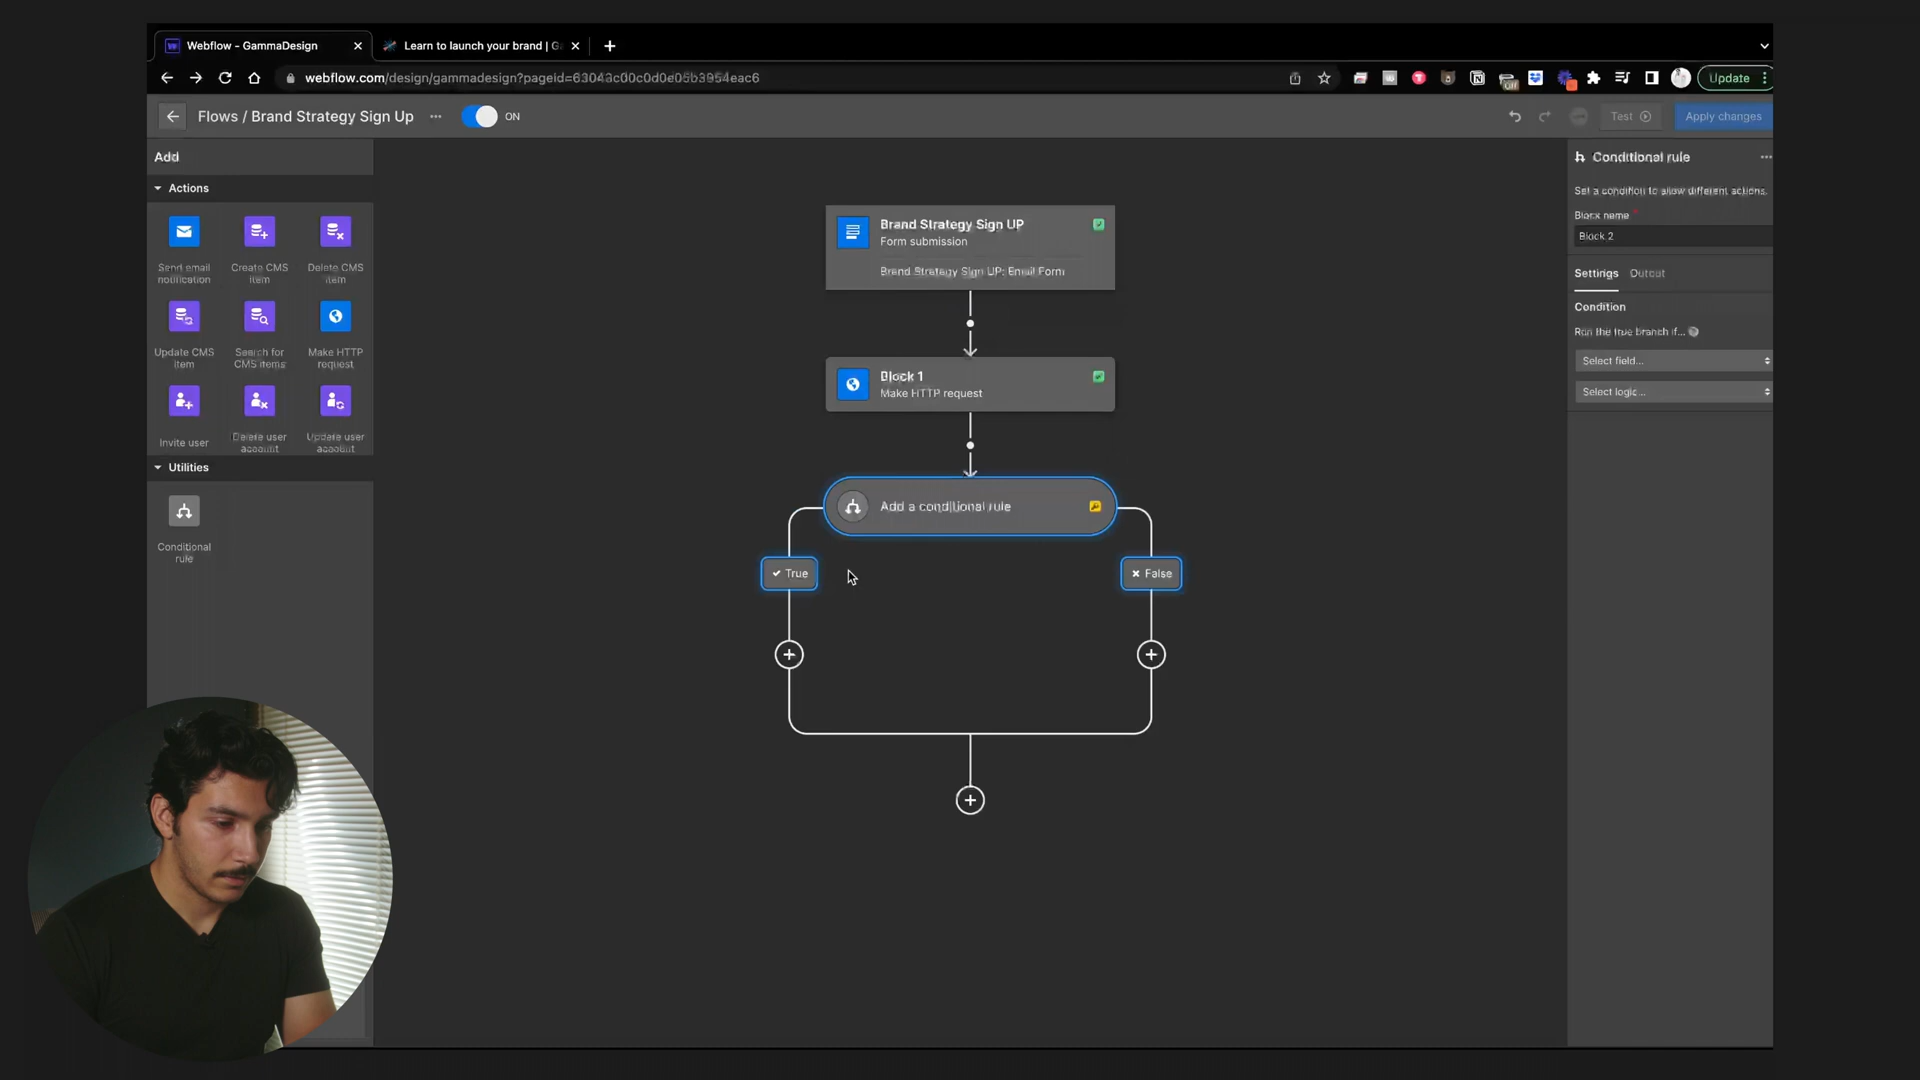 Webflow - GammaDesign
Learn to launch your brand | G
webflow.com/design/gammadesign?pageid=63043c00c0d0e05b3954eac6
Update
Flows / Brand Strategy Sign Up
ON
Test
Apply changes
Add
Actions
Send email
notification
Create CMS
item
Delete CMS
item
Update CMS
item
Search for
CMS items
Make HTTP
request
Invite user
Delete user
account
Update user
account
Utilities
Conditional
rule
Brand Strategy Sign UP
Form submission
Brand Strategy Sign UP: Email Form
Block 1
Make HTTP request
Add a conditional rule
True
False
Conditional rule
Set a condition to allow different actions.
Block name *
Block 2
Settings
Output
Condition
Run the true branch if...
Select field...
Select logic...